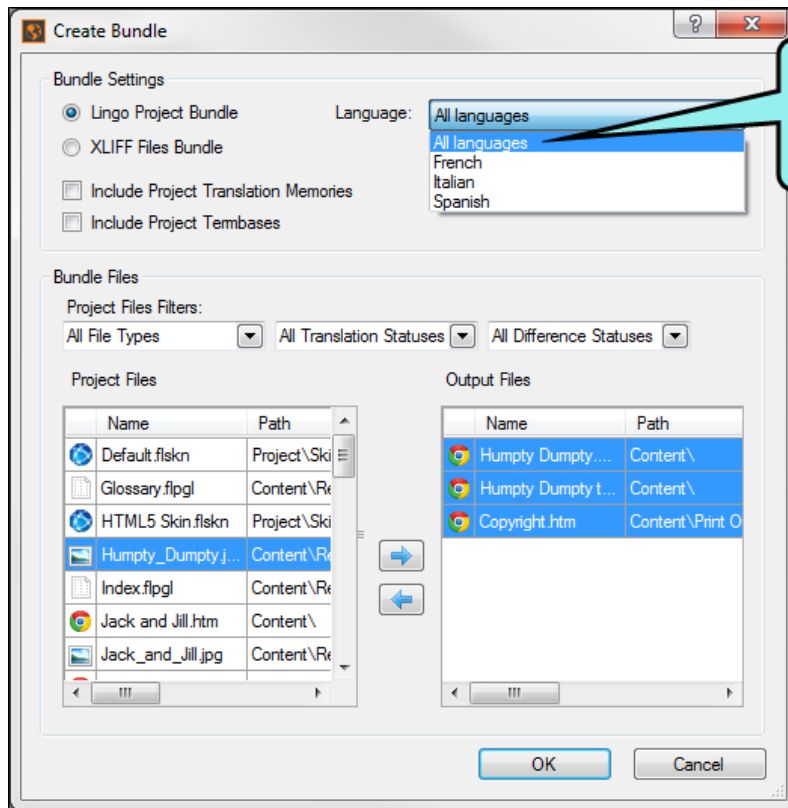 Create Bundle
Bundle Settings
Lingo Project Bundle Language: All languages
All languages
XLIFF Files Bundle French
Italian
Include Project Translation Memories Spanish
Include Project Termbases
Bundle Files
Project Files Filters:
All File Types All Translation Statuses All Difference Statuses
Project Files Output Files
Name Path Name Path
Default.flskn Project\Ski Humpty Dumpty.... Content\
Glossary.flpgl Content\Re Humpty Dumpty t... Content\
HTML5 Skin.flskn Project\Ski Copyright.htm Content\Print O
Humpty_Dumpty.j... Content\Re
Index.flpgl Content\Re
Jack and Jill.htm Content\
Jack_and_Jill.jpg Content\Re
OK Cancel